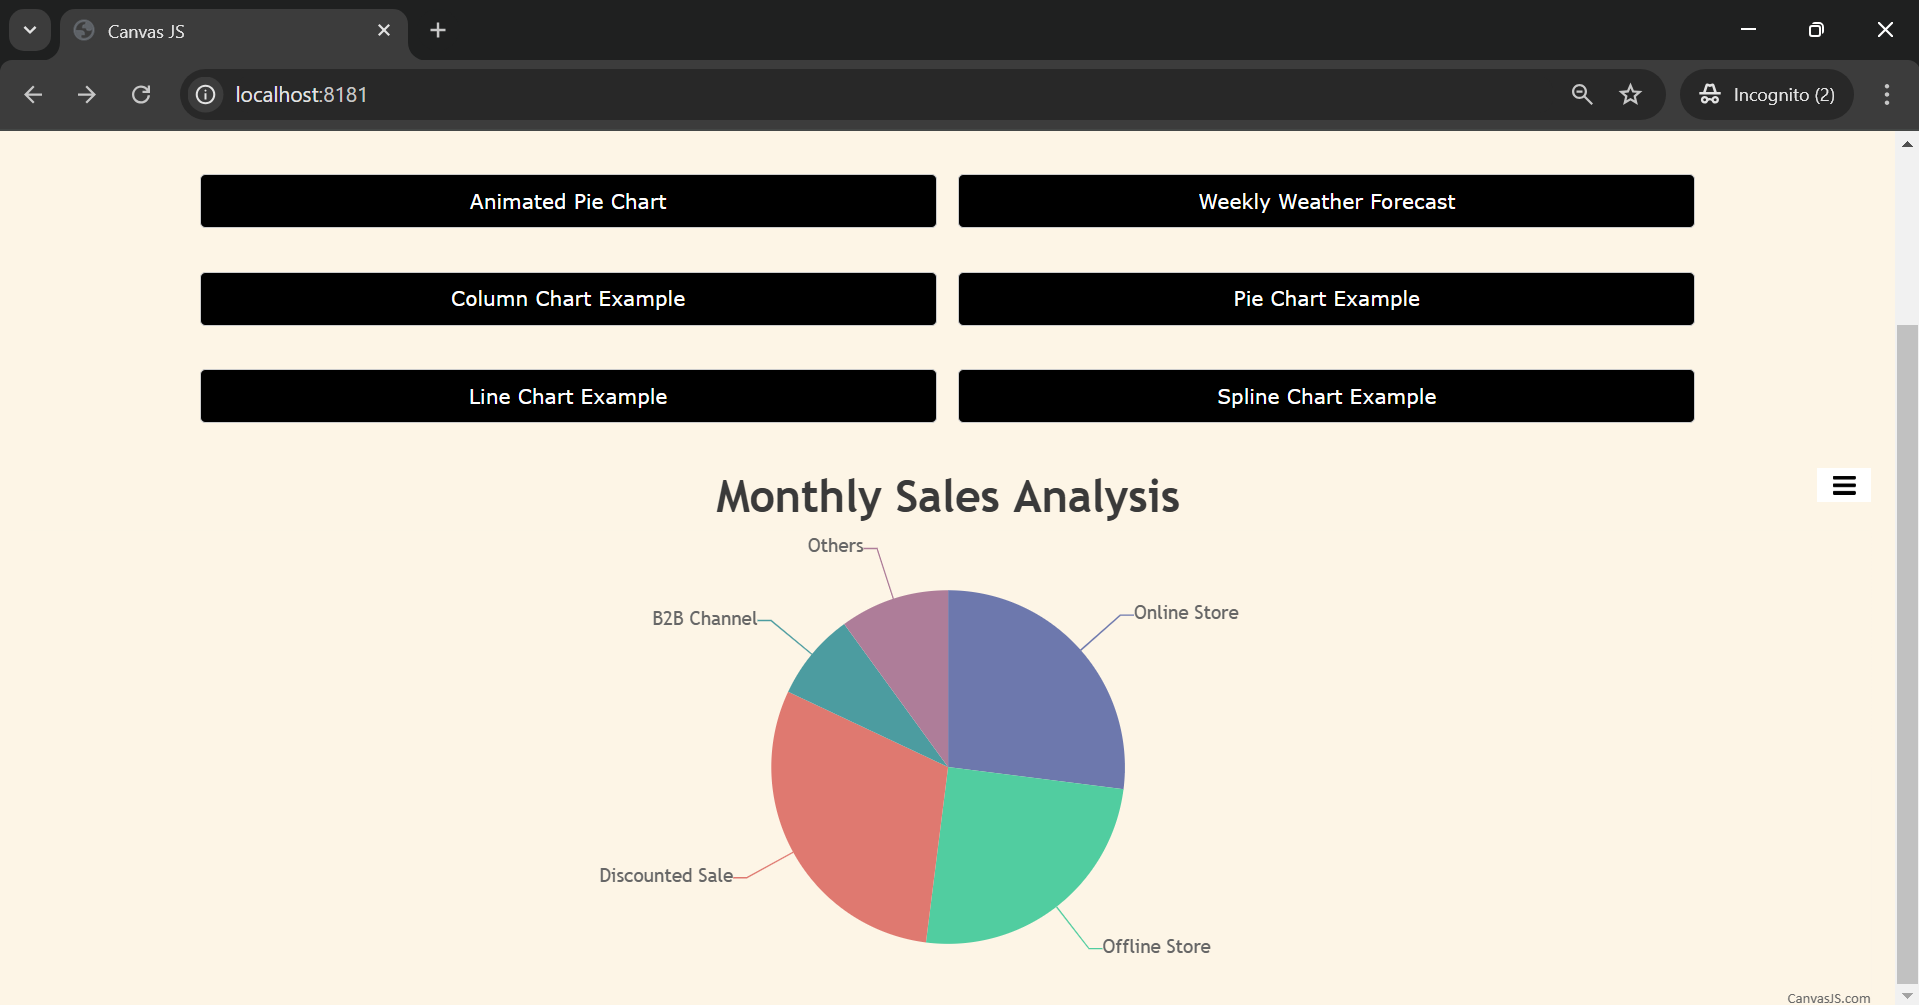 Canvas JS
localhost:8181
Incognito (2)
Animated Pie Chart
Weekly Weather Forecast
Column Chart Example
Pie Chart Example
Line Chart Example
Spline Chart Example
Monthly Sales Analysis
Others
Online Store
B2B Channel
Discounted Sale
Offline Store
CanvasJS.com